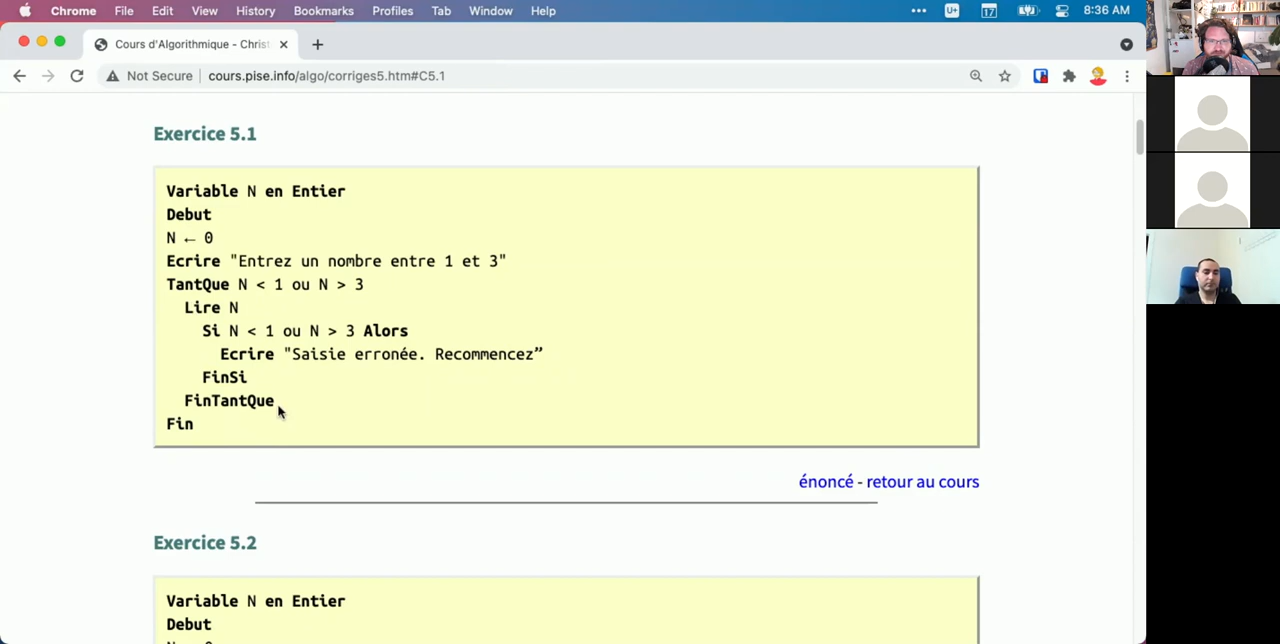 Chrome File Edit View History Bookmarks Profiles Tab Window Help ••• U+ 17 8:36 AM
Cours d'Algorithmique - Christ
Not Secure cours.pise.info/algo/corriges5.htm#C5.1
Exercice 5.1
Variable N en Entier
Debut
N ← 0
Ecrire "Entrez un nombre entre 1 et 3"
TantQue N < 1 ou N > 3
Lire N
Si N < 1 ou N > 3 Alors
Ecrire "Saisie erronée. Recommencez”
FinSi
FinTantQue
Fin
énoncé - retour au cours
Exercice 5.2
Variable N en Entier
Debut